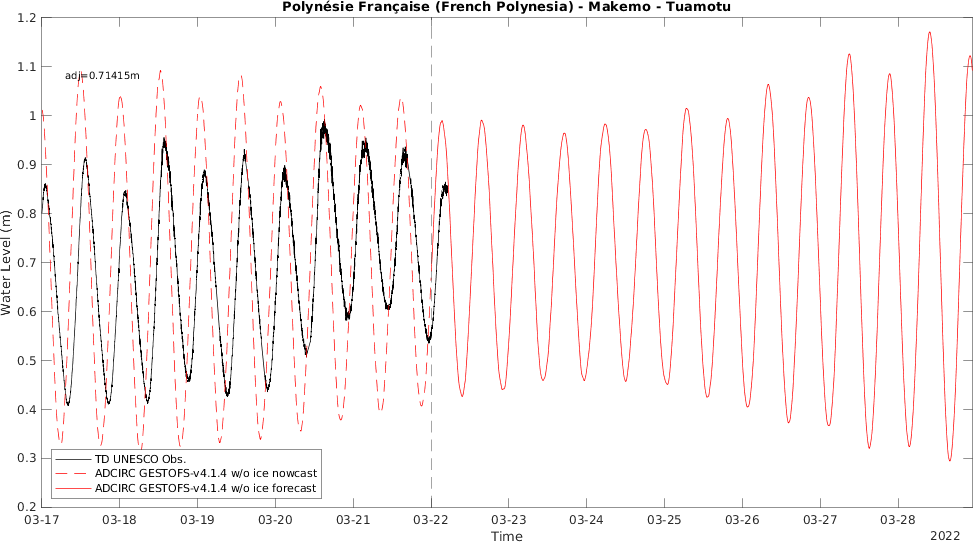 Polynésie Française (French Polynesia) - Makemo - Tuamotu
1.2
1.1
1
0.9
0.8
0.7
0.6
0.5
0.4
0.3
0.2
Water Level (m)
adj=0.71415m
TD UNESCO Obs.
ADCIRC GESTOFS-v4.1.4 w/o ice nowcast
ADCIRC GESTOFS-v4.1.4 w/o ice forecast
03-17 03-18 03-19 03-20 03-21 03-22 03-23 03-24 03-25 03-26 03-27 03-28
Time
2022